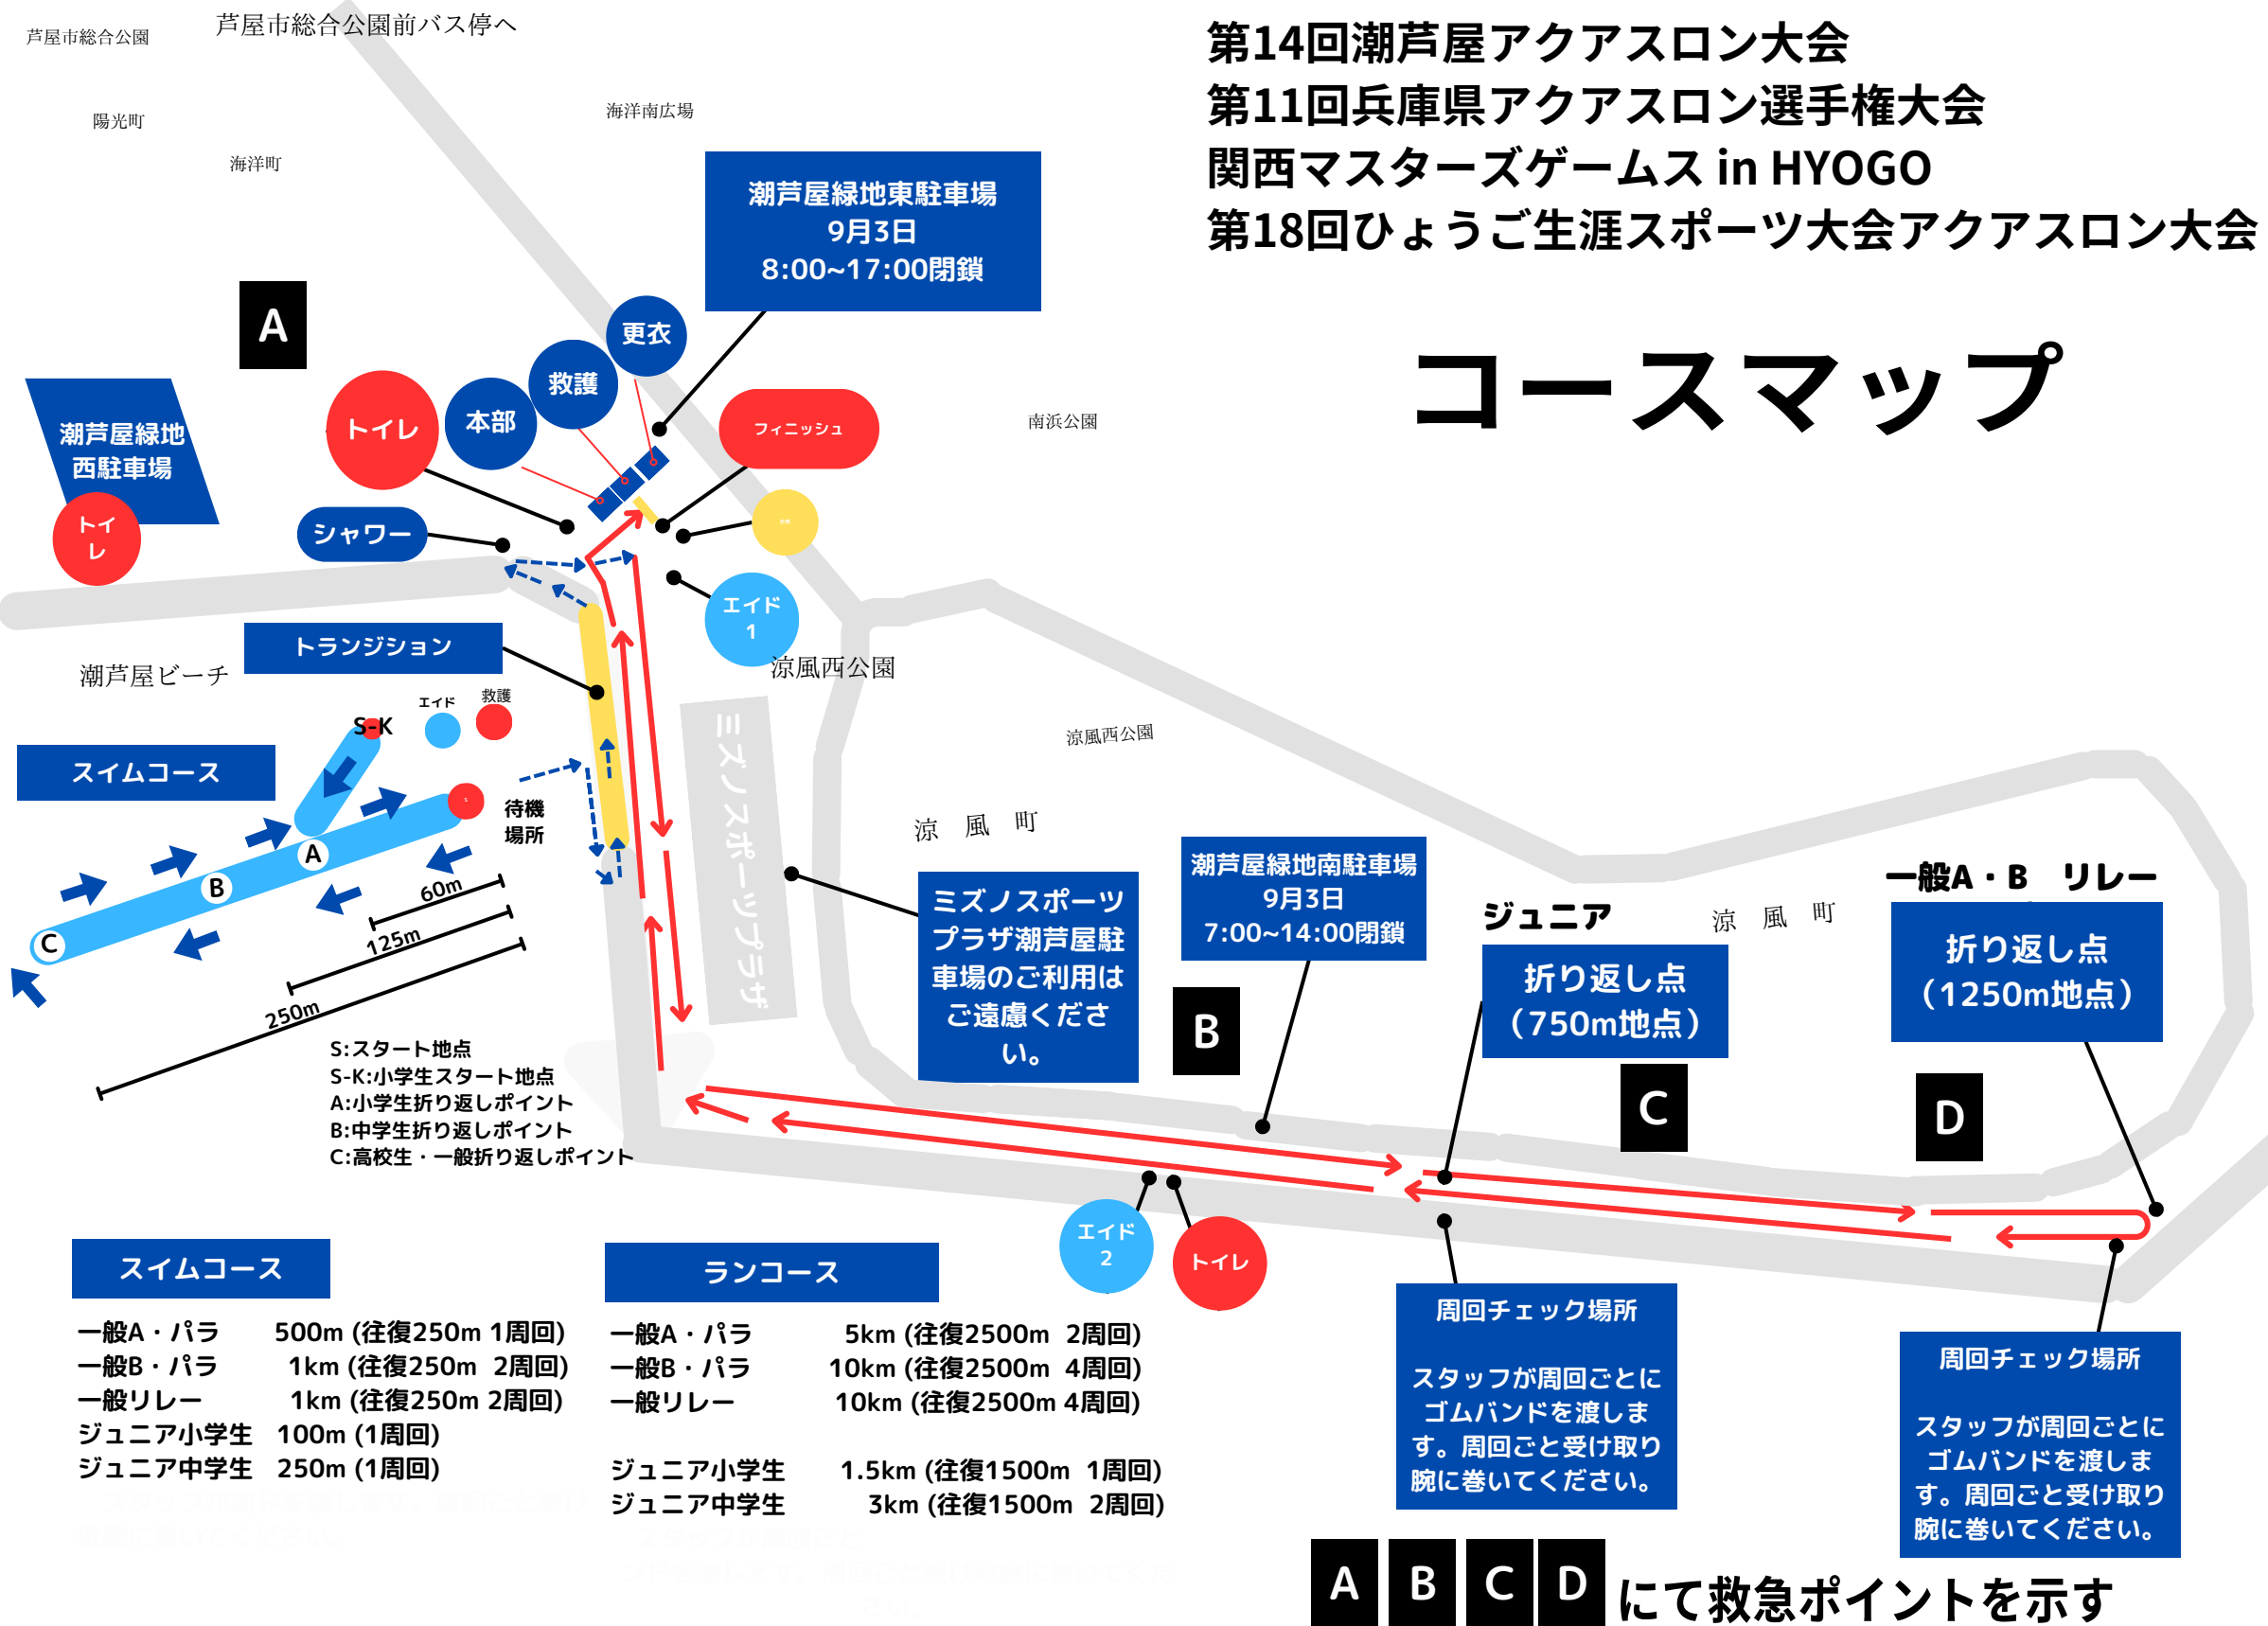 第14回潮芦屋アクアスロン大会
第11回兵庫県アクアスロン選手権大会
関西マスターズゲームス in HYOGO
第18回ひょうご生涯スポーツ大会アクアスロン大会
コースマップ
芦屋市総合公園
芦屋市総合公園前バス停へ
陽光町
海洋町
海洋南広場
潮芦屋緑地東駐車場
9月3日
8:00~17:00閉鎖
A
更衣
救護
本部
トイレ
フィニッシュ
南浜公園
潮芦屋緑地
西駐車場
トイ
レ
シャワー
エイド
1
トランジション
潮芦屋ビーチ
涼風西公園
涼風西公園
エイド
救護
S-K
スイムコース
S
待機
場所
A
B
C
60m
125m
250m
ミズノスポーツプラザ
涼 風 町
ミズノスポーツ
プラザ潮芦屋駐
車場のご利用は
ご遠慮くださ
い。
潮芦屋緑地南駐車場
9月3日
7:00~14:00閉鎖
B
ジュニア
折り返し点
（750m地点）
涼 風 町
一般A・B リレー
折り返し点
（1250m地点）
C
D
S:スタート地点
S-K:小学生スタート地点
A:小学生折り返しポイント
B:中学生折り返しポイント
C:高校生・一般折り返しポイント
エイド
2
トイレ
スイムコース
一般A・パラ 500m (往復250m 1周回)
一般B・パラ 1km (往復250m 2周回)
一般リレー 1km (往復250m 2周回)
ジュニア小学生 100m (1周回)
ジュニア中学生 250m (1周回)
ランコース
一般A・パラ 5km (往復2500m 2周回)
一般B・パラ 10km (往復2500m 4周回)
一般リレー 10km (往復2500m 4周回)
ジュニア小学生 1.5km (往復1500m 1周回)
ジュニア中学生 3km (往復1500m 2周回)
周回チェック場所
スタッフが周回ごとに
ゴムバンドを渡しま
す。周回ごと受け取り
腕に巻いてください。
周回チェック場所
スタッフが周回ごとに
ゴムバンドを渡しま
す。周回ごと受け取り
腕に巻いてください。
A B C D にて救急ポイントを示す